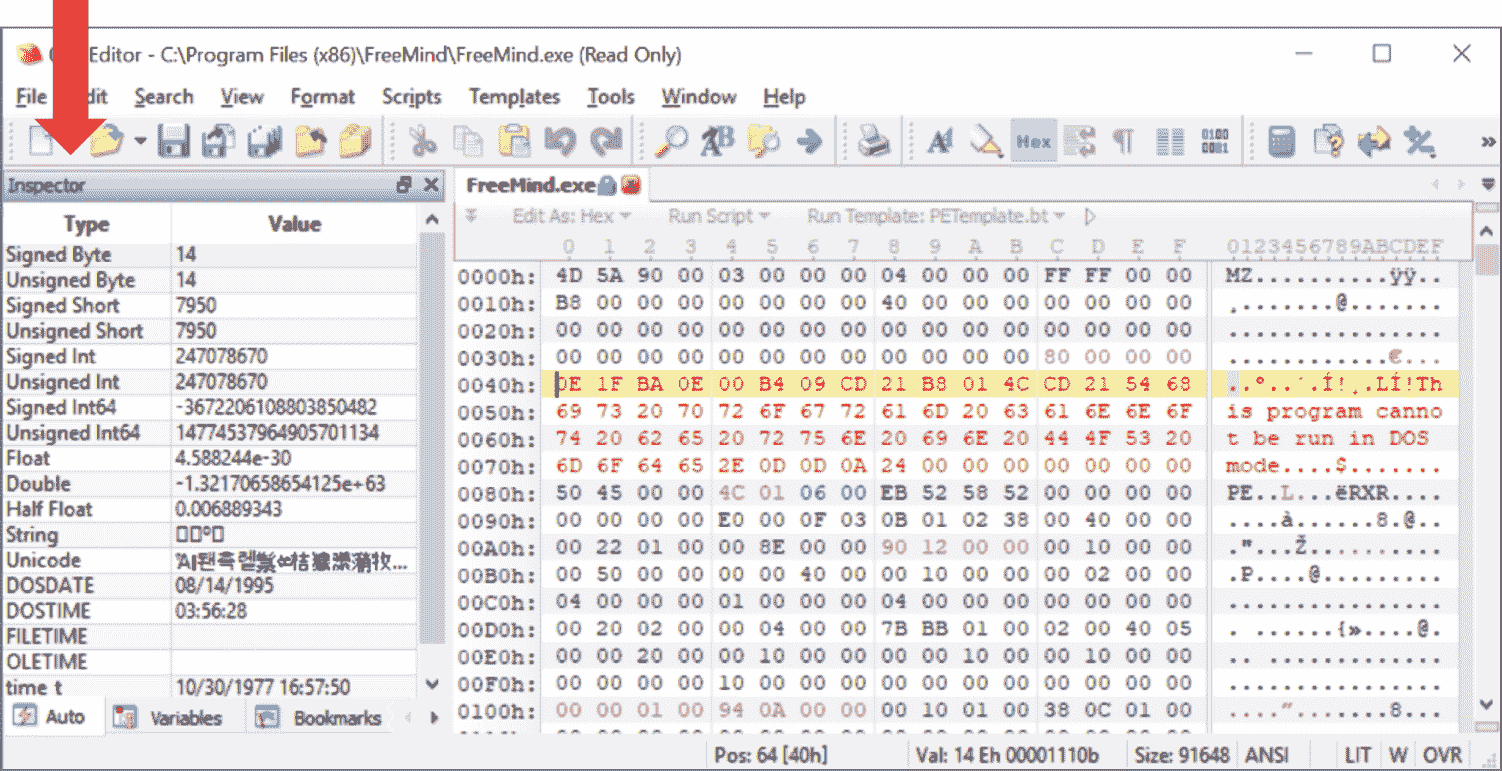 Editor - C:\Program Files (x86)\FreeMind\FreeMind.exe (Read Only)
File dit Search View Format Scripts Templates Tools Window Help
Hex
Inspector
FreeMind.exe
Type Value
Edit As: Hex Run Script Run Template: PETemplate.bt
0 1 2 3 4 5 6 7 8 9 A B C D E F 0123456789ABCDEF
Signed Byte 14
Unsigned Byte 14
Signed Short 7950
Unsigned Short 7950
Signed Int 247078670
Unsigned Int 247078670
Signed Int64 -3672206108803850482
Unsigned Int64 14774537964905701134
Float 4.588244e-30
Double -1.32170658654125e+63
Half Float 0.006889343
String
Unicode
DOSDATE 08/14/1995
DOSTIME 03:56:28
FILETIME
OLETIME
time t 10/30/1977 16:57:50
Auto Variables Bookmarks
0000h: 4D 5A 90 00 03 00 00 00 04 00 00 00 FF FF 00 00 MZ..........ÿÿ..
0010h: B8 00 00 00 00 00 00 00 40 00 00 00 00 00 00 00 ¸.......@.......
0020h: 00 00 00 00 00 00 00 00 00 00 00 00 00 00 00 00 ................
0030h: 00 00 00 00 00 00 00 00 00 00 00 00 80 00 00 00 ............€...
0040h: 0E 1F BA 0E 00 B4 09 CD 21 B8 01 4C CD 21 54 68 ..º..´.Í!¸.LÍ!Th
0050h: 69 73 20 70 72 6F 67 72 61 6D 20 63 61 6E 6E 6F is program canno
0060h: 74 20 62 65 20 72 75 6E 20 69 6E 20 44 4F 53 20 t be run in DOS
0070h: 6D 6F 64 65 2E 0D 0D 0A 24 00 00 00 00 00 00 00 mode....$.......
0080h: 50 45 00 00 4C 01 06 00 EB 52 58 52 00 00 00 00 PE..L...ëRXR....
0090h: 00 00 00 00 E0 00 0F 03 0B 01 02 38 00 40 00 00 ....à......8.@..
00A0h: 00 22 01 00 00 8E 00 00 90 12 00 00 00 10 00 00 ."...Ž..........
00B0h: 00 50 00 00 00 00 40 00 00 10 00 00 00 02 00 00 .P....@.........
00C0h: 04 00 00 00 01 00 00 00 04 00 00 00 00 00 00 00 ................
00D0h: 00 20 02 00 00 04 00 00 7B BB 01 00 02 00 40 05 . ......{»....@.
00E0h: 00 00 20 00 00 10 00 00 00 00 10 00 00 10 00 00 .. .............
00F0h: 00 00 00 00 10 00 00 00 00 00 00 00 00 00 00 00 ................
0100h: 00 00 01 00 94 0A 00 00 00 10 01 00 38 0C 01 00 ....”.......8...
Pos: 64 [40h] Val: 14 Eh 00001110b Size: 91648 ANSI LIT W OVR